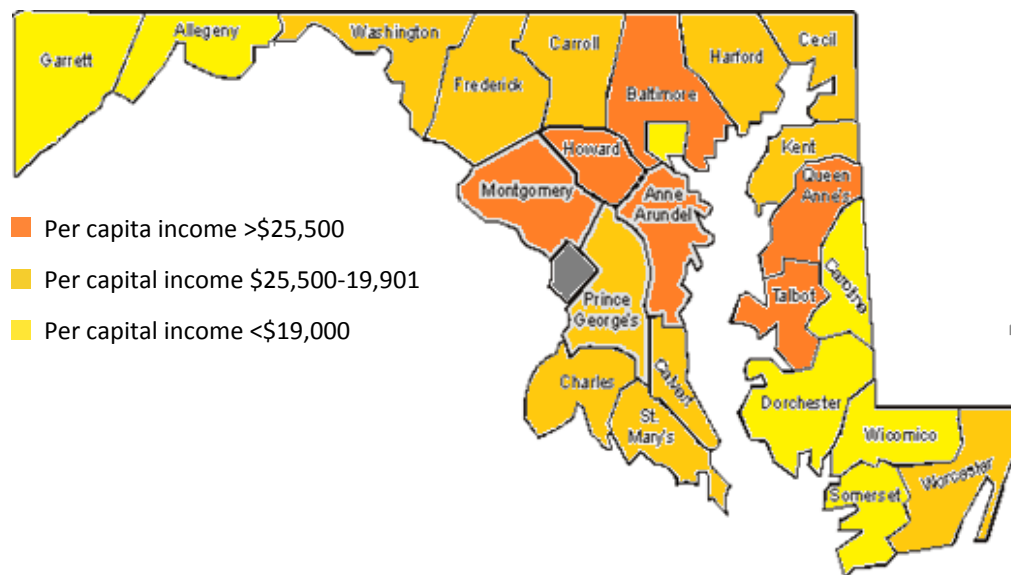 Garrett
Allegeny
Washington
Frederick
Carroll
Baltimore
Harford
Cecil
Howard
Montgomery
Anne
Arundel
Kent
Queen
Anne's
Caroline
Talbot
Prince
George's
Charles
Calvert
St.
Mary's
Dorchester
Wicomico
Somerset
Worcester
Per capita income >$25,500
Per capital income $25,500-19,901
Per capital income <$19,000